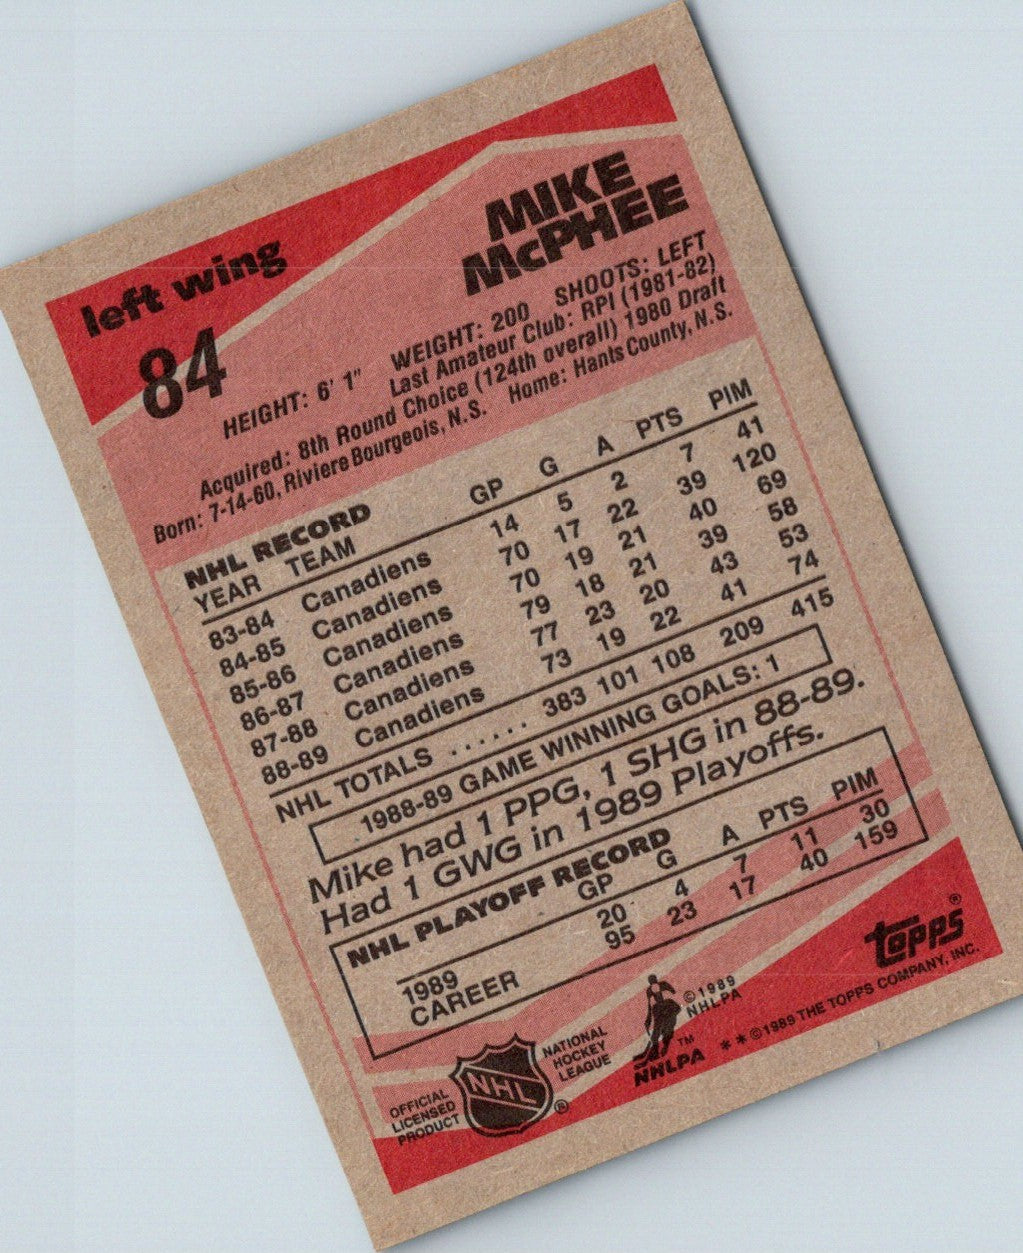 left wing
84
MIKE
McPHEE
HEIGHT: 6' 1" WEIGHT: 200 SHOOTS: LEFT
Last Amateur Club: RPI (1981-82)
Acquired: 8th Round Choice (124th overall) 1980 Draft
Born: 7-14-60, Riviere Bourgeois, N.S. Home: Hants County, N.S.
NHL RECORD
YEAR TEAM GP G A PTS PIM
83-84 Canadiens 14 5 2 7 41
84-85 Canadiens 70 17 22 39 120
85-86 Canadiens 70 19 21 40 69
86-87 Canadiens 79 18 21 39 58
87-88 Canadiens 77 23 20 43 53
88-89 Canadiens 73 19 22 41 74
NHL TOTALS ...... 383 101 108 209 415
1988-89 GAME WINNING GOALS: 1
Mike had 1 PPG, 1 SHG in 88-89.
Had 1 GWG in 1989 Playoffs.
NHL PLAYOFF RECORD
GP G A PTS PIM
1989 20 4 7 11 30
CAREER 95 23 17 40 159
OFFICIAL
LICENSED
PRODUCT
NHL ®
NATIONAL
HOCKEY
LEAGUE
©1989
NHLPA
TM
NHLPA
topps®
**©1989 THE TOPPS COMPANY, INC.